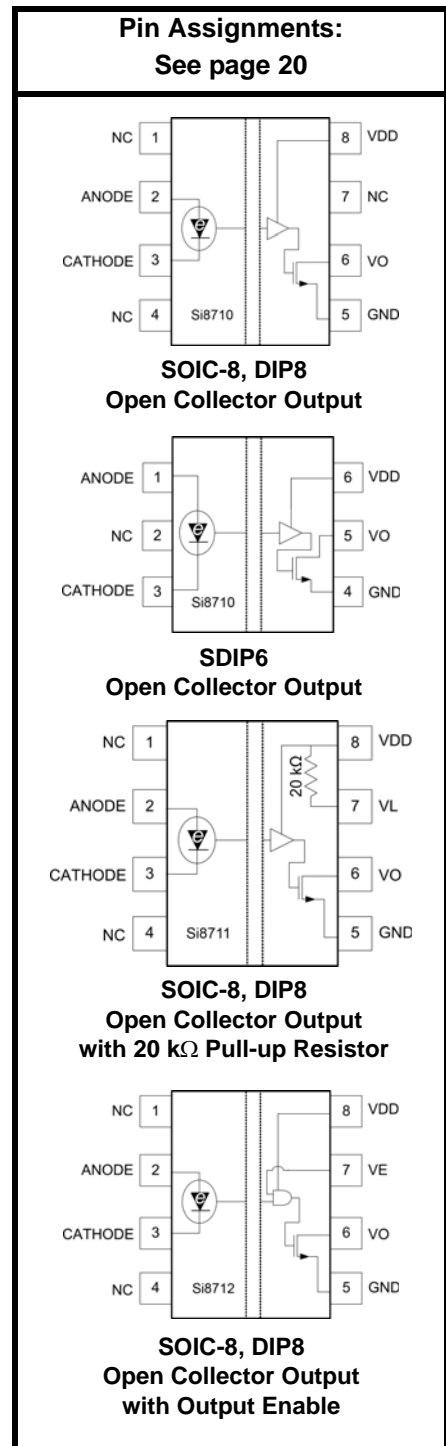 Pin Assignments:
See page 20
NC 1
8 VDD
ANODE 2
7 NC
e
CATHODE 3
6 VO
NC 4
Si8710
5 GND
SOIC-8, DIP8
Open Collector Output
ANODE 1
6 VDD
NC 2
e
5 VO
CATHODE 3
Si8710
4 GND
SDIP6
Open Collector Output
NC 1
8 VDD
20 kΩ
ANODE 2
7 VL
e
CATHODE 3
6 VO
NC 4
Si8711
5 GND
SOIC-8, DIP8
Open Collector Output
with 20 kΩ Pull-up Resistor
NC 1
8 VDD
ANODE 2
7 VE
e
CATHODE 3
6 VO
NC 4
Si8712
5 GND
SOIC-8, DIP8
Open Collector Output
with Output Enable